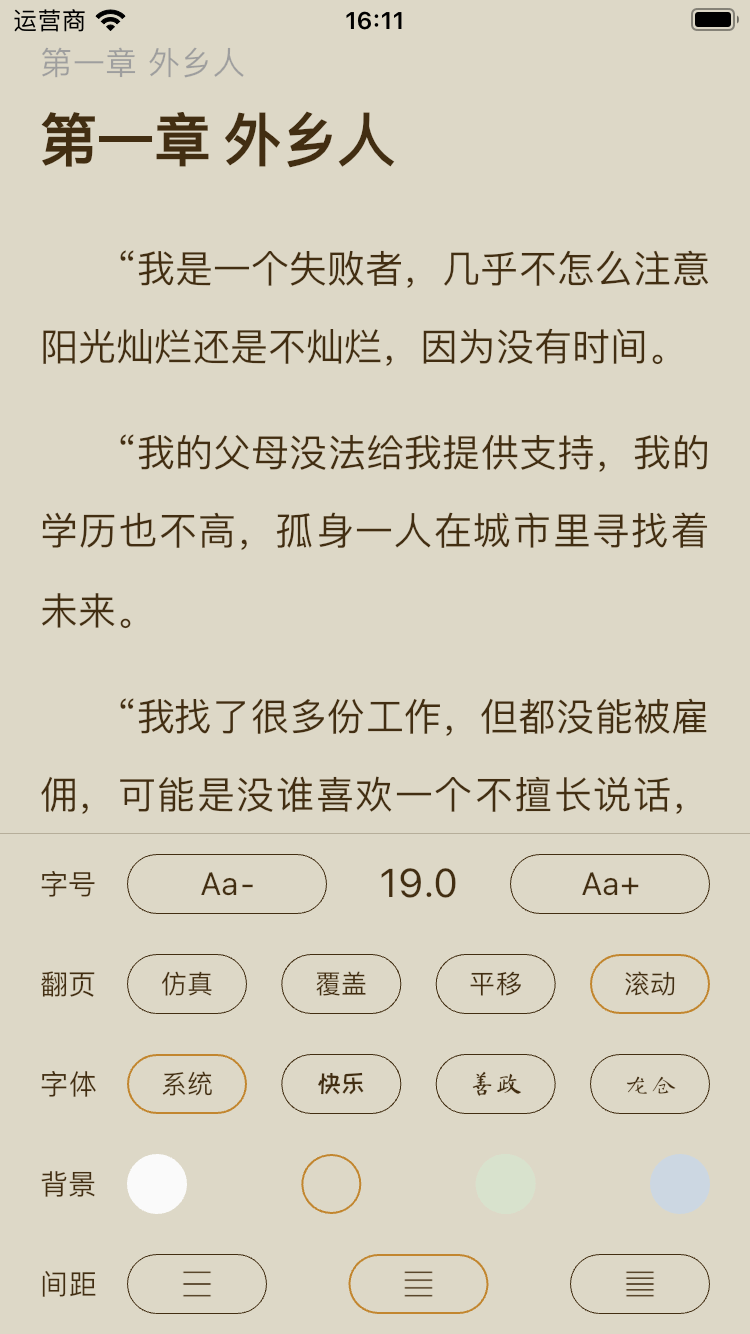 运营商 16:11
第一章 外乡人
第一章 外乡人
“我是一个失败者，几乎不怎么注意
阳光灿烂还是不灿烂，因为没有时间。
“我的父母没法给我提供支持，我的
学历也不高，孤身一人在城市里寻找着
未来。
“我找了很多份工作，但都没能被雇
佣，可能是没谁喜欢一个不擅长说话，
字号 Aa- 19.0 Aa+
翻页 仿真 覆盖 平移 滚动
字体 系统 快乐 善政 龙仓
背景
间距